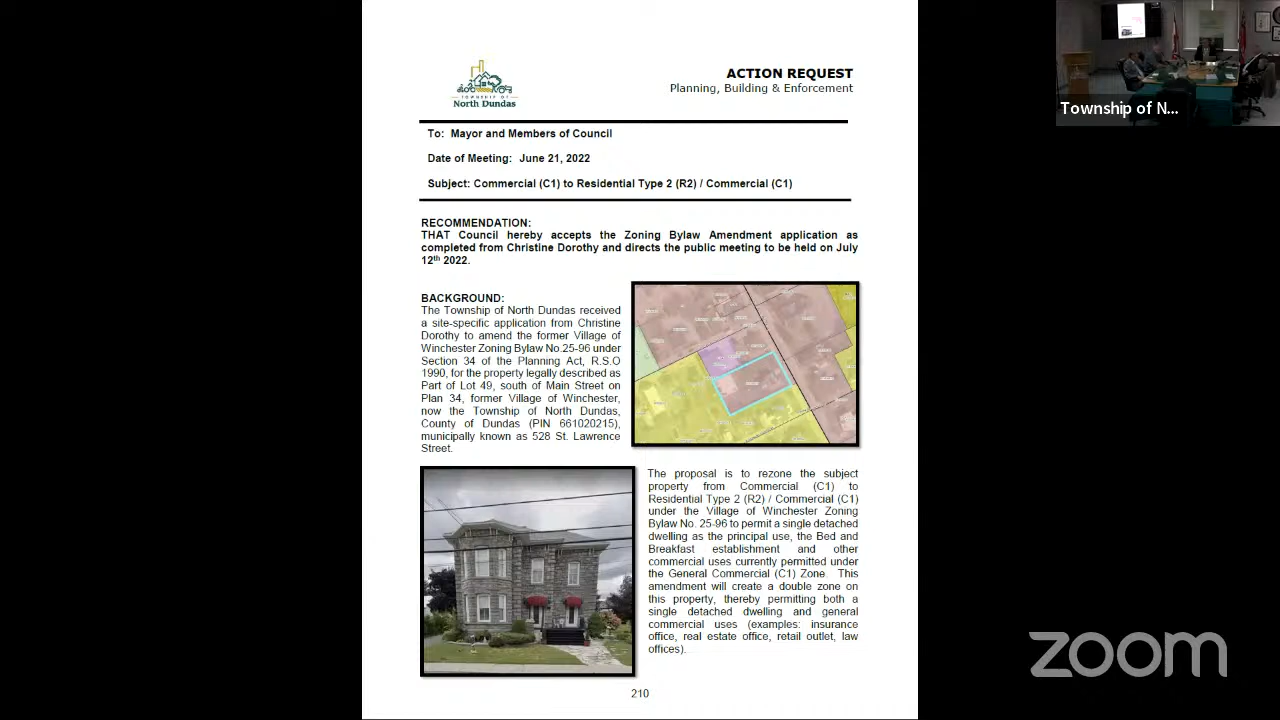 ACTION REQUEST
Planning, Building & Enforcement
TOWNSHIP OF
North Dundas
Township of N...
To: Mayor and Members of Council
Date of Meeting: June 21, 2022
Subject: Commercial (C1) to Residential Type 2 (R2) / Commercial (C1)
RECOMMENDATION:
THAT Council hereby accepts the Zoning Bylaw Amendment application as
completed from Christine Dorothy and directs the public meeting to be held on July
12th 2022.
BACKGROUND:
The Township of North Dundas received
a site-specific application from Christine
Dorothy to amend the former Village of
Winchester Zoning Bylaw No.25-96 under
Section 34 of the Planning Act, R.S.O
1990, for the property legally described as
Part of Lot 49, south of Main Street on
Plan 34, former Village of Winchester,
now the Township of North Dundas,
County of Dundas (PIN 661020215),
municipally known as 528 St. Lawrence
Street.
The proposal is to rezone the subject
property from Commercial (C1) to
Residential Type 2 (R2) / Commercial (C1)
under the Village of Winchester Zoning
Bylaw No. 25-96 to permit a single detached
dwelling as the principal use, the Bed and
Breakfast establishment and other
commercial uses currently permitted under
the General Commercial (C1) Zone. This
amendment will create a double zone on
this property, thereby permitting both a
single detached dwelling and general
commercial uses (examples: insurance
office, real estate office, retail outlet, law
offices).
210
zoom